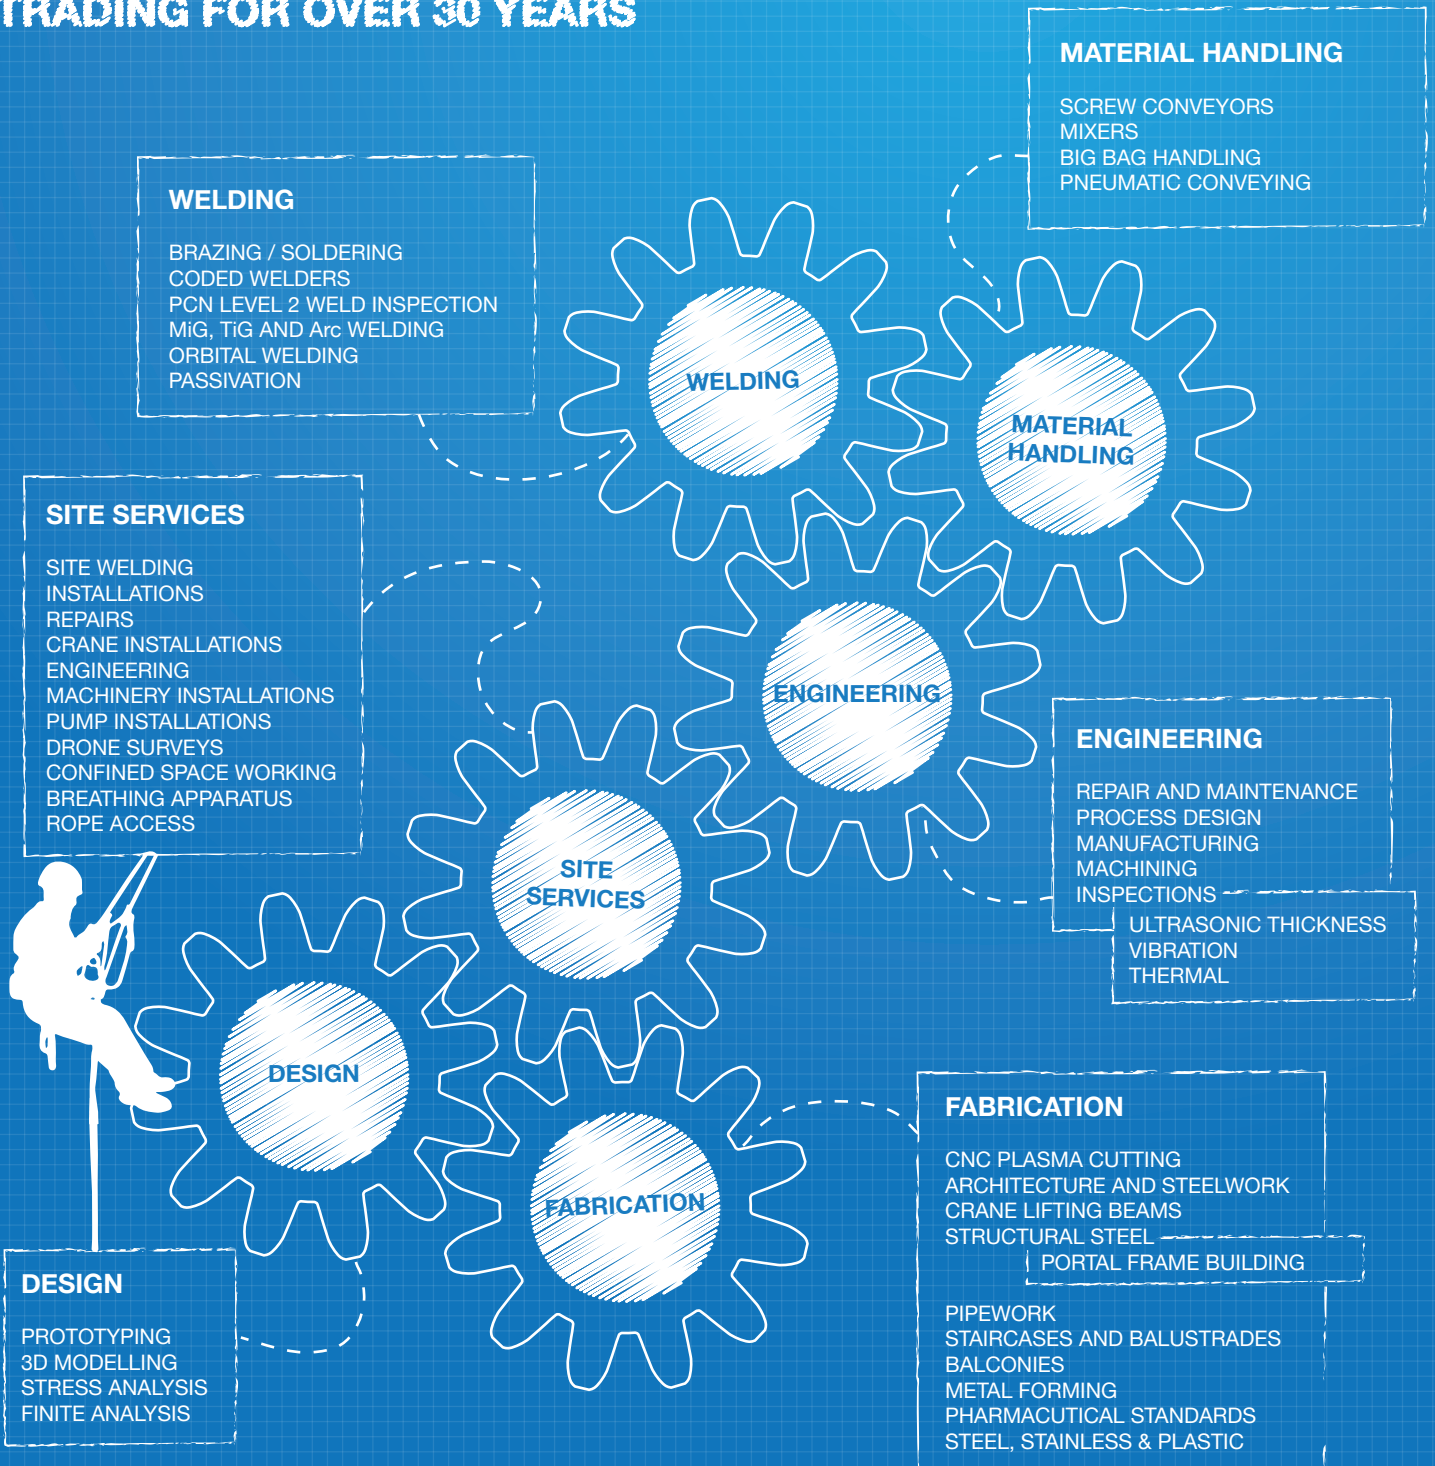 TRADING FOR OVER 30 YEARS
MATERIAL HANDLING
SCREW CONVEYORS
MIXERS
BIG BAG HANDLING
PNEUMATIC CONVEYING
WELDING
BRAZING / SOLDERING
CODED WELDERS
PCN LEVEL 2 WELD INSPECTION
MiG, TiG AND Arc WELDING
ORBITAL WELDING
PASSIVATION
WELDING
MATERIAL
HANDLING
SITE SERVICES
SITE WELDING
INSTALLATIONS
REPAIRS
CRANE INSTALLATIONS
ENGINEERING
MACHINERY INSTALLATIONS
PUMP INSTALLATIONS
DRONE SURVEYS
CONFINED SPACE WORKING
BREATHING APPARATUS
ROPE ACCESS
ENGINEERING
ENGINEERING
REPAIR AND MAINTENANCE
PROCESS DESIGN
MANUFACTURING
MACHINING
INSPECTIONS
ULTRASONIC THICKNESS
VIBRATION
THERMAL
SITE
SERVICES
DESIGN
FABRICATION
FABRICATION
CNC PLASMA CUTTING
ARCHITECTURE AND STEELWORK
CRANE LIFTING BEAMS
STRUCTURAL STEEL
PORTAL FRAME BUILDING
PIPEWORK
STAIRCASES AND BALUSTRADES
BALCONIES
METAL FORMING
PHARMACUTICAL STANDARDS
STEEL, STAINLESS & PLASTIC
DESIGN
PROTOTYPING
3D MODELLING
STRESS ANALYSIS
FINITE ANALYSIS